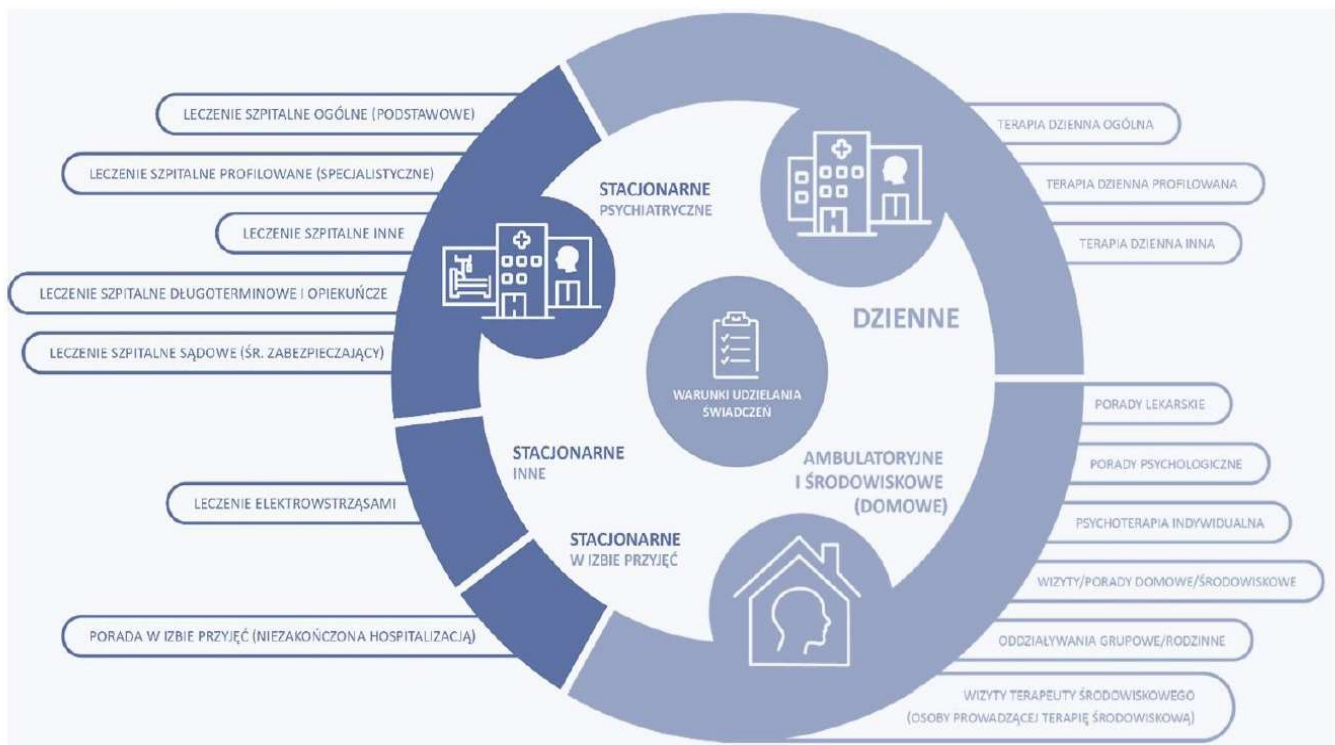 LECZENIE SZPITALNE OGÓLNE (PODSTAWOWE)
LECZENIE SZPITALNE PROFILOWANE (SPECJALISTYCZNE)
LECZENIE SZPITALNE INNE
LECZENIE SZPITALNE DŁUGOTERMINOWE I OPIEKUŃCZE
LECZENIE SZPITALNE SĄDOWE (ŚR. ZABEZPIECZAJĄCY)
LECZENIE ELEKTROWSTRZĄSAMI
PORADA W IZBIE PRZYJĘĆ (NIEZAKOŃCZONA HOSPITALIZACJĄ)
STACJONARNE
PSYCHIATRYCZNE
STACJONARNE
INNE
STACJONARNE
W IZBIE PRZYJĘĆ
WARUNKI UDZIELANIA
ŚWIADCZEŃ
DZIENNE
AMBULATORYJNE
I ŚRODOWISKOWE
(DOMOWE)
TERAPIA DZIENNA OGÓLNA
TERAPIA DZIENNA PROFILOWANA
TERAPIA DZIENNA INNA
PORADY LEKARSKIE
PORADY PSYCHOLOGICZNE
PSYCHOTERAPIA INDYWIDUALNA
WIZYTY/PORADY DOMOWE/ŚRODOWISKOWE
ODDZIAŁYWANIA GRUPOWE/RODZINNE
WIZYTY TERAPEUTY ŚRODOWISKOWEGO
(OSOBY PROWADZĄCEJ TERAPIĘ ŚRODOWISKOWĄ)